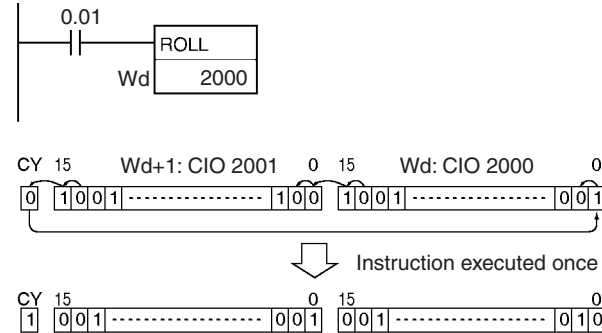 0.01
ROLL
Wd 2000
CY 15 Wd+1: CIO 2001 0 15 Wd: CIO 2000 0
0 1 0 0 1 1 0 0 1 0 0 1 0 0 1
Instruction executed once
CY 15 0 15 0
1 0 0 1 0 0 1 0 0 1 0 1 0